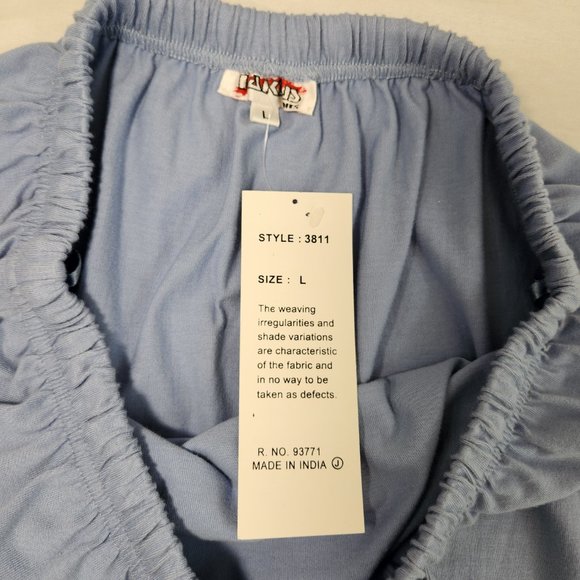 L
STYLE : 3811
SIZE : L
The weaving
irregularities and
shade variations
are characteristic
of the fabric and
in no way to be
taken as defects.
R. NO. 93771
MADE IN INDIA J